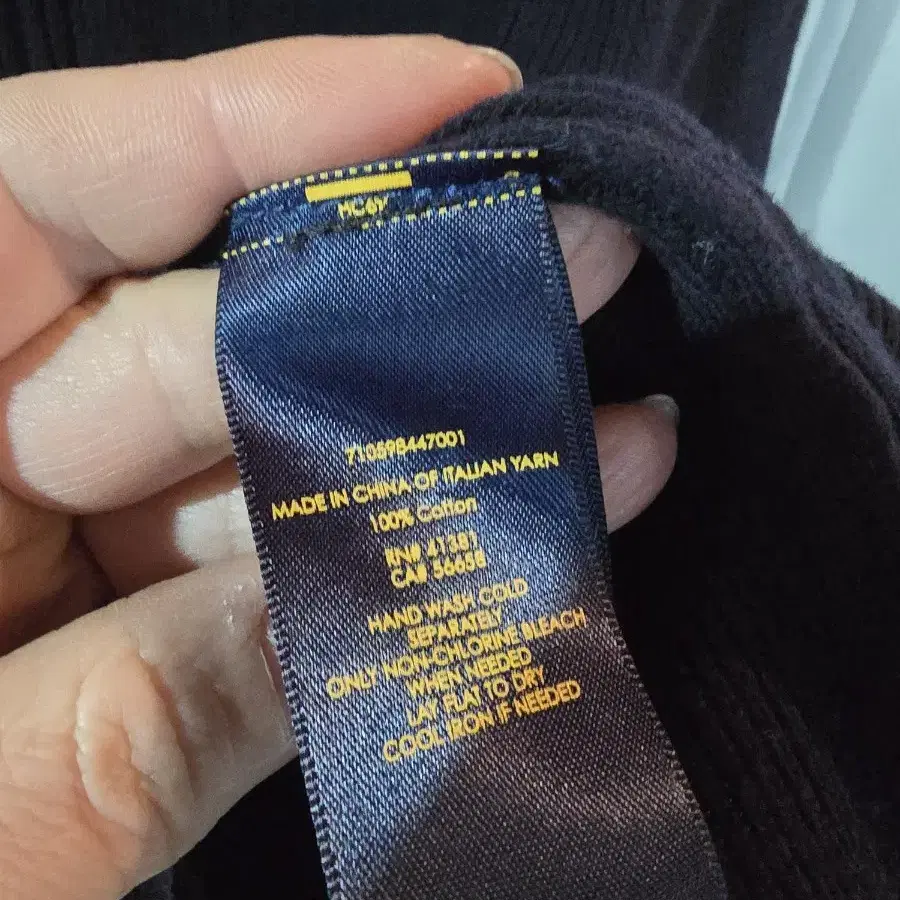 HC6Y
710598447001
MADE IN CHINA OF ITALIAN YARN
100% Cotton
RN# 41381
CA# 56658
HAND WASH COLD
SEPARATELY
ONLY NON-CHLORINE BLEACH
WHEN NEEDED
LAY FLAT TO DRY
COOL IRON IF NEEDED